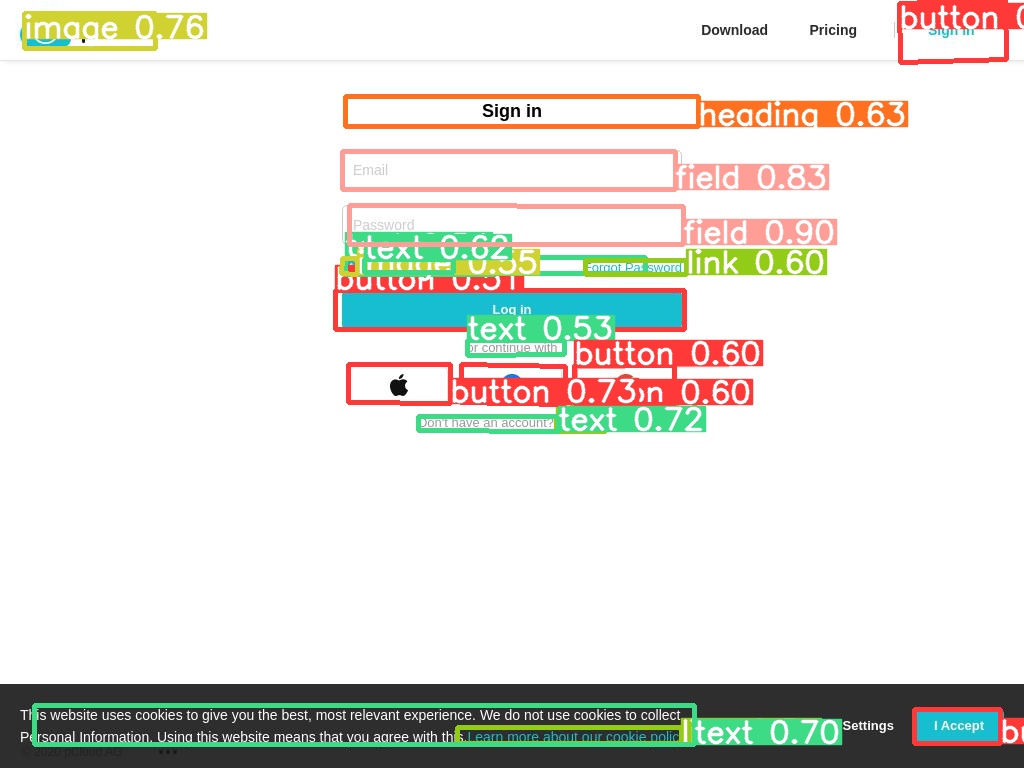 image 0.76
Download Pricing
button
Sign in
Sign in
heading 0.63
Email
field 0.83
Password
field 0.90
text 0.62
image 0.55
Forgot Password
link 0.60
button 0.51
Log in
text 0.53
or continue with
button 0.60
button 0.73
0.60
Don't have an account?
text 0.72
This website uses cookies to give you the best, most relevant experience. We do not use cookies to collect
Personal Information. Using this website means that you agree with this. Learn more about our cookie
text 0.70
Settings
I Accept
© 2020 pCloud AG